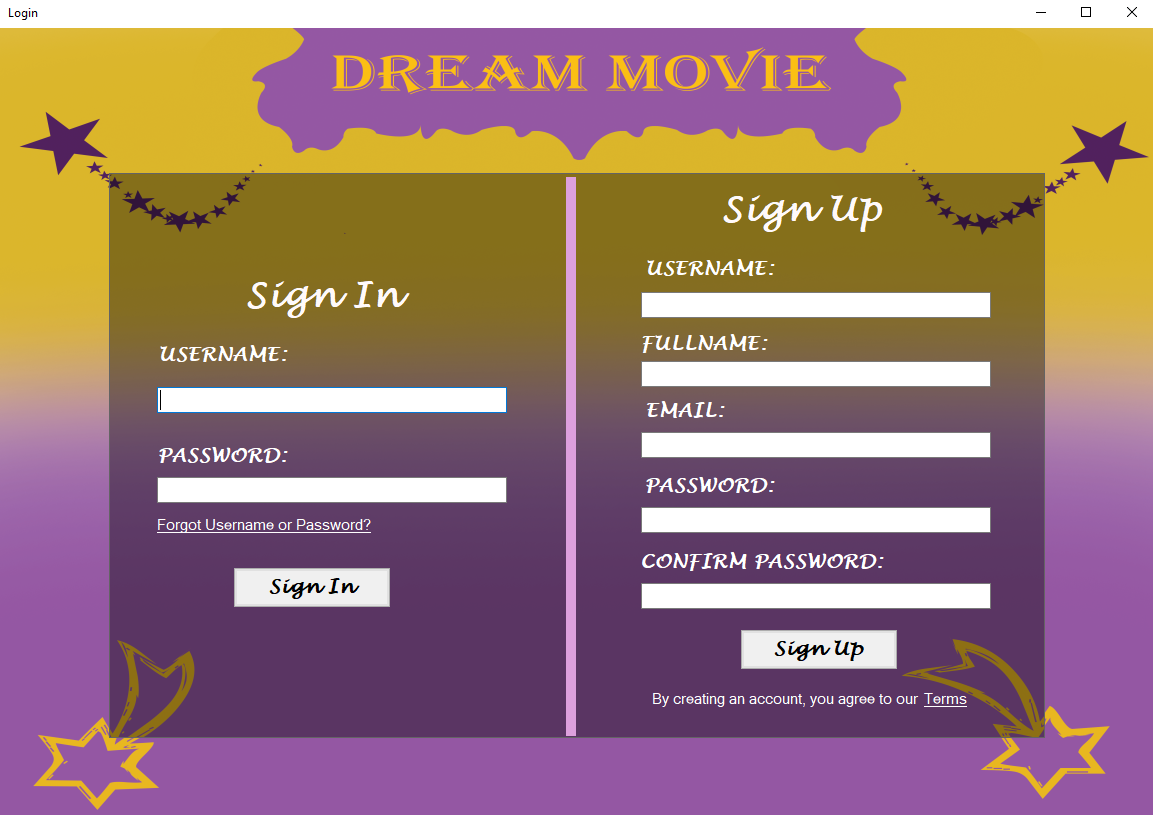 Login
DREAM MOVIE
Sign In
USERNAME:
PASSWORD:
Forgot Username or Password?
Sign In
Sign Up
USERNAME:
FULLNAME:
EMAIL:
PASSWORD:
CONFIRM PASSWORD:
Sign Up
By creating an account, you agree to our Terms